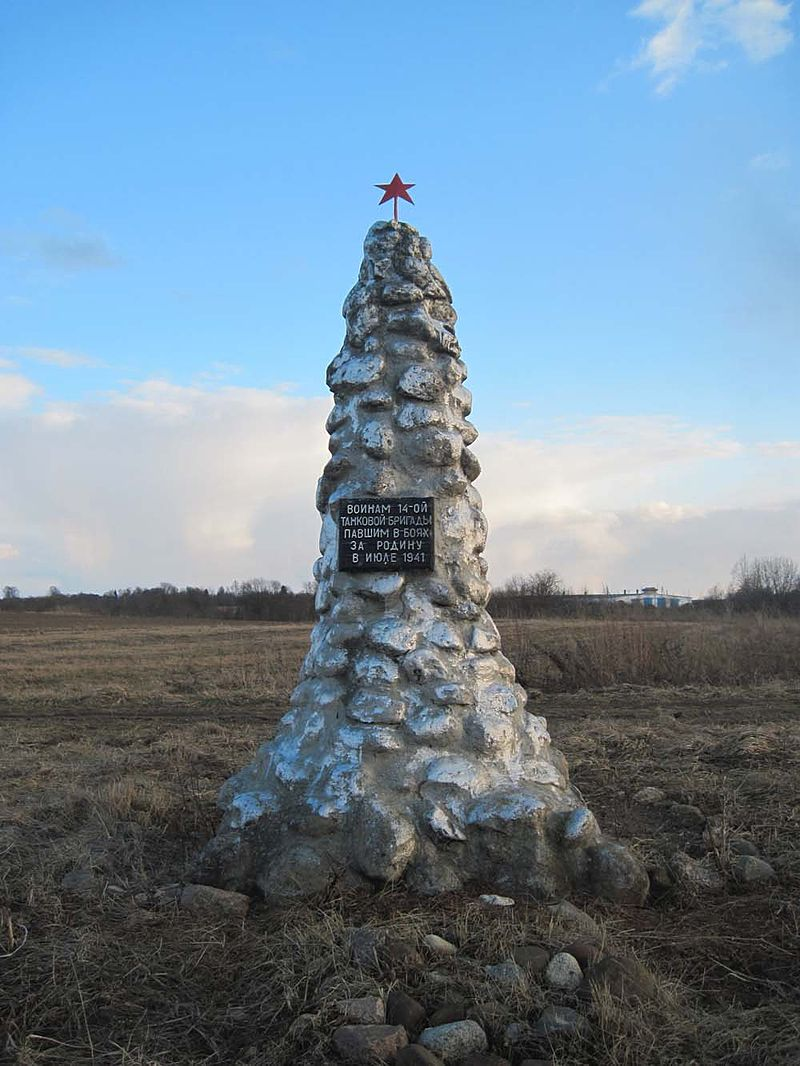 ВОИНАМ 14-ОЙ
ТАНКОВОЙ БРИГАДЫ
ПАВШИМ В БОЯХ
ЗА РОДИНУ
В ИЮЛЕ 1941